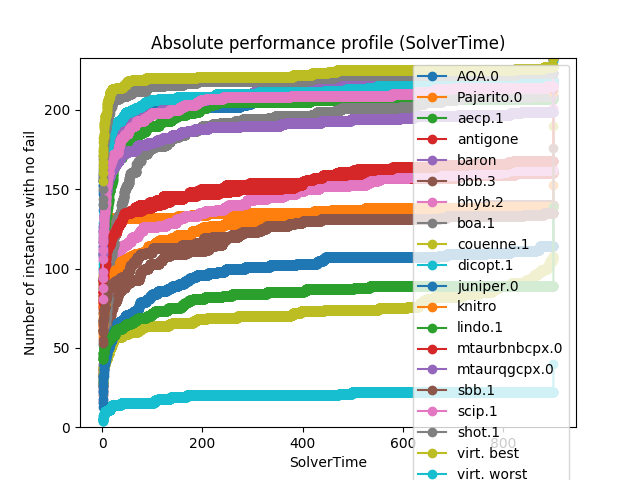 Absolute performance profile (SolverTime)
Number of instances with no fail
200
150
100
50
0
0
200
400
600
800
SolverTime
AOA.0
Pajarito.0
aecp.1
antigone
baron
bbb.3
bhyb.2
boa.1
couenne.1
dicopt.1
juniper.0
knitro
lindo.1
mtaurbnbcpx.0
mtaurqgcpx.0
sbb.1
scip.1
shot.1
virt. best
virt. worst